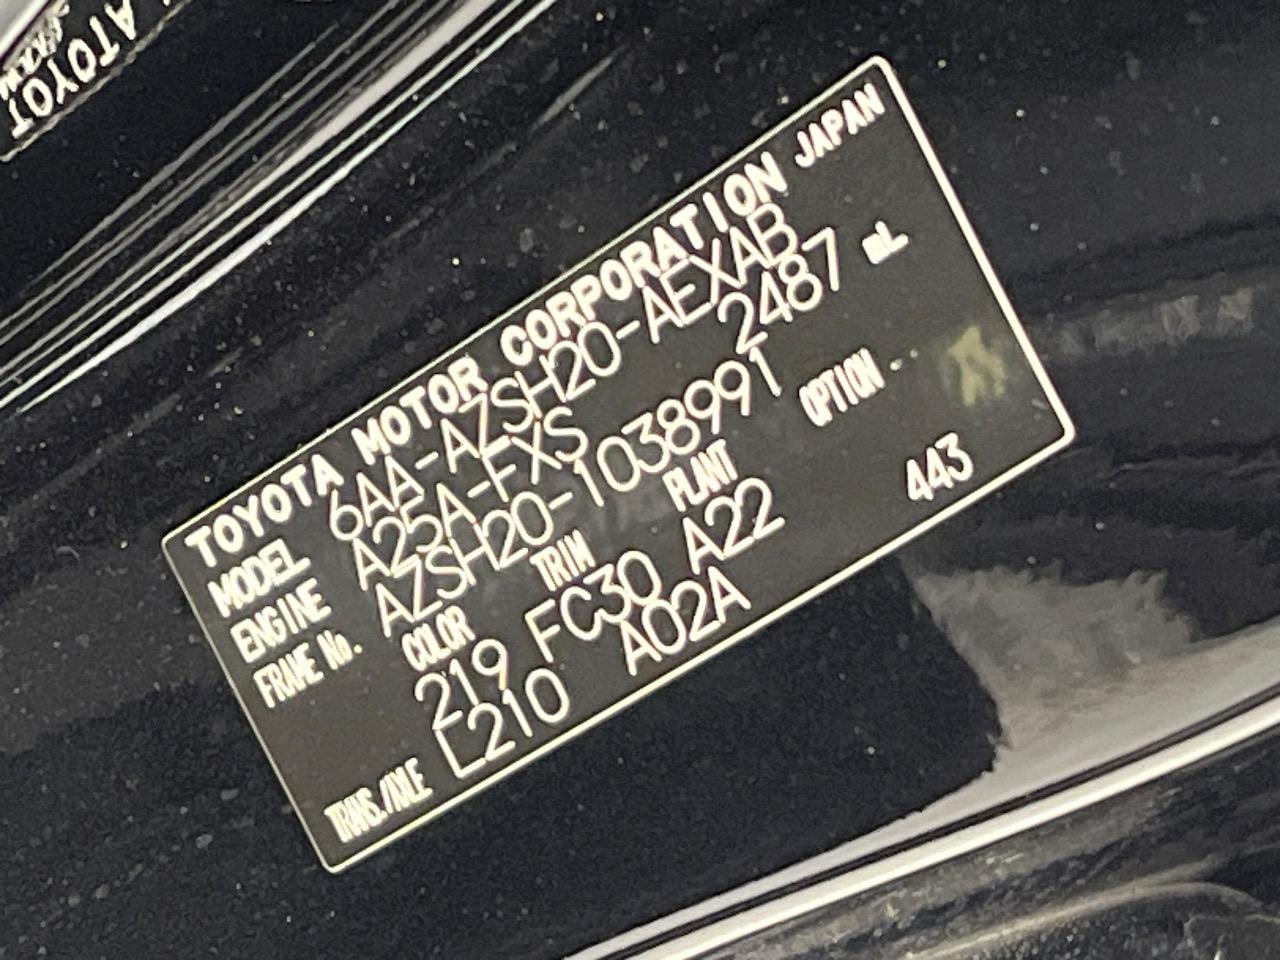 TOYOTA MOTOR CORPORATION JAPAN
MODEL 6AA-AZSH20-AEXAB
ENGINE A25A-FXS 2487 mL
FRAME No. AZSH20-1038991
COLOR TRIM PLANT OPTION
219 FC30 A22
TRANS./AXLE L210 A02A 443
ATOYOT